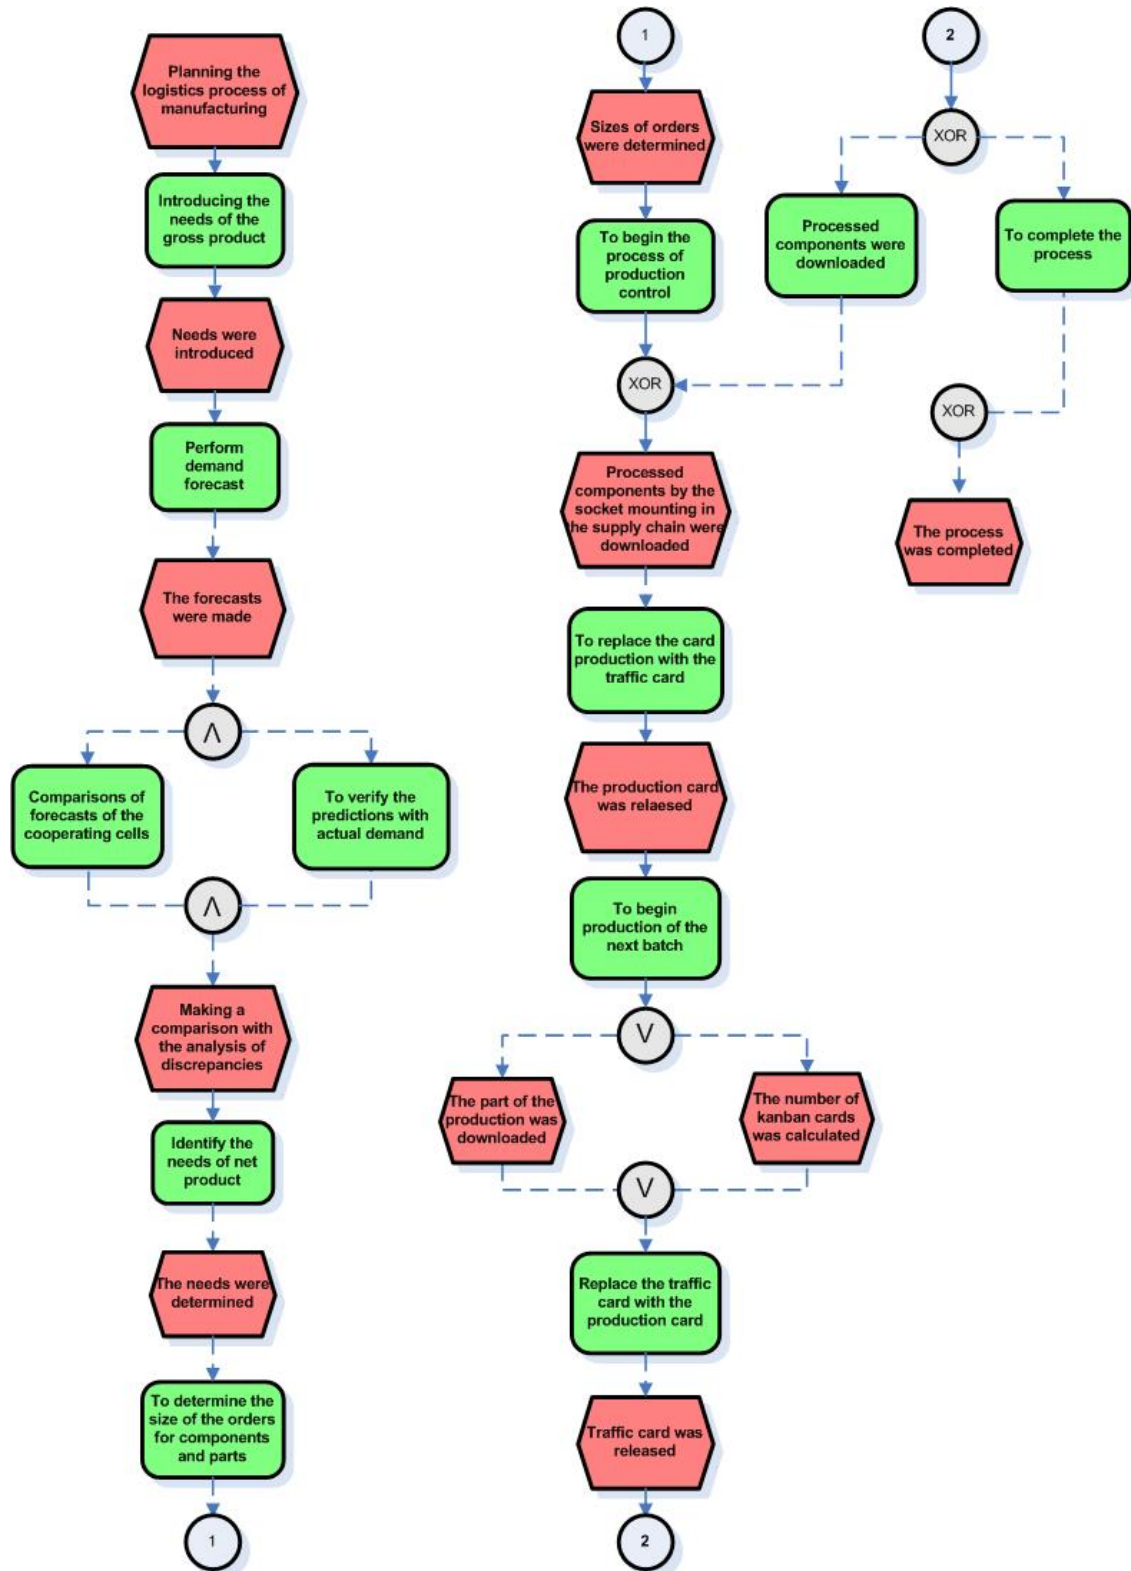 Planning the
logistics process of
manufacturing
Introducing the
needs of the
gross product
Needs were
introduced
Perform
demand
forecast
The forecasts
were made
Λ
Comparisons of
forecasts of the
cooperating cells
To verify the
predictions with
actual demand
Λ
Making a
comparison with
the analysis of
discrepancies
Identify the
needs of net
product
The needs were
determined
To determine the
size of the orders
for components
and parts
1
1
Sizes of orders
were determined
To begin the
process of
production
control
XOR
Processed
components by the
socket mounting in
the supply chain were
downloaded
To replace the card
production with the
traffic card
The production card
was relaesed
To begin
production of the
next batch
V
The part of the
production was
downloaded
The number of
kanban cards
was calculated
V
Replace the traffic
card with the
production card
Traffic card was
released
2
2
XOR
Processed
components were
downloaded
To complete the
process
XOR
The process
was completed